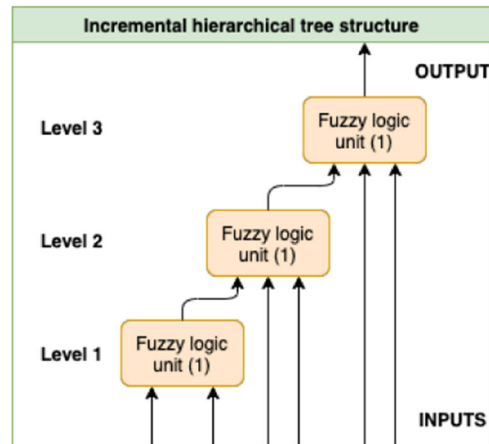 Incremental hierarchical tree structure
OUTPUT
Level 3
Fuzzy logic
unit (1)
Level 2
Fuzzy logic
unit (1)
Level 1
Fuzzy logic
unit (1)
INPUTS